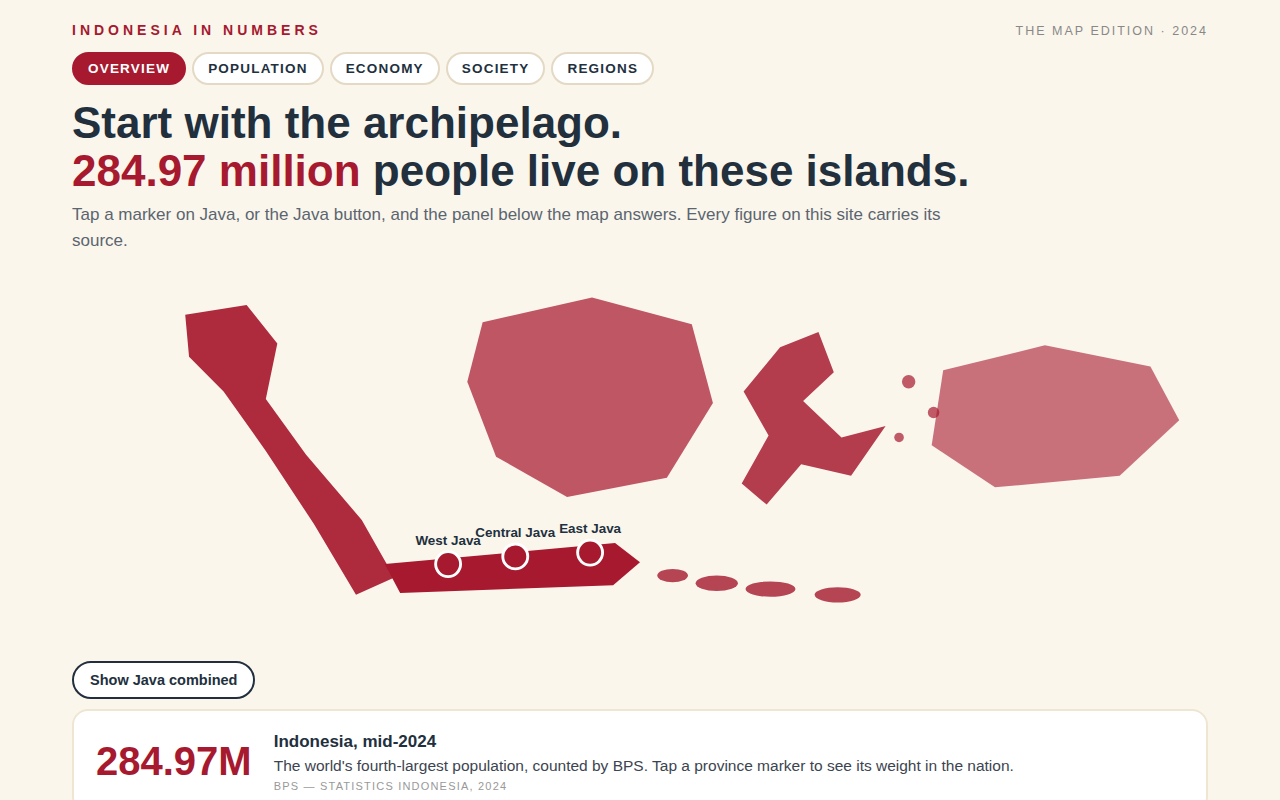 INDONESIA IN NUMBERS
THE MAP EDITION · 2024
OVERVIEW
POPULATION
ECONOMY
SOCIETY
REGIONS
Start with the archipelago.
284.97 million people live on these islands.
Tap a marker on Java, or the Java button, and the panel below the map answers. Every figure on this site carries its
source.
West Java
Central Java
East Java
Show Java combined
284.97M
Indonesia, mid-2024
The world's fourth-largest population, counted by BPS. Tap a province marker to see its weight in the nation.
BPS — STATISTICS INDONESIA, 2024